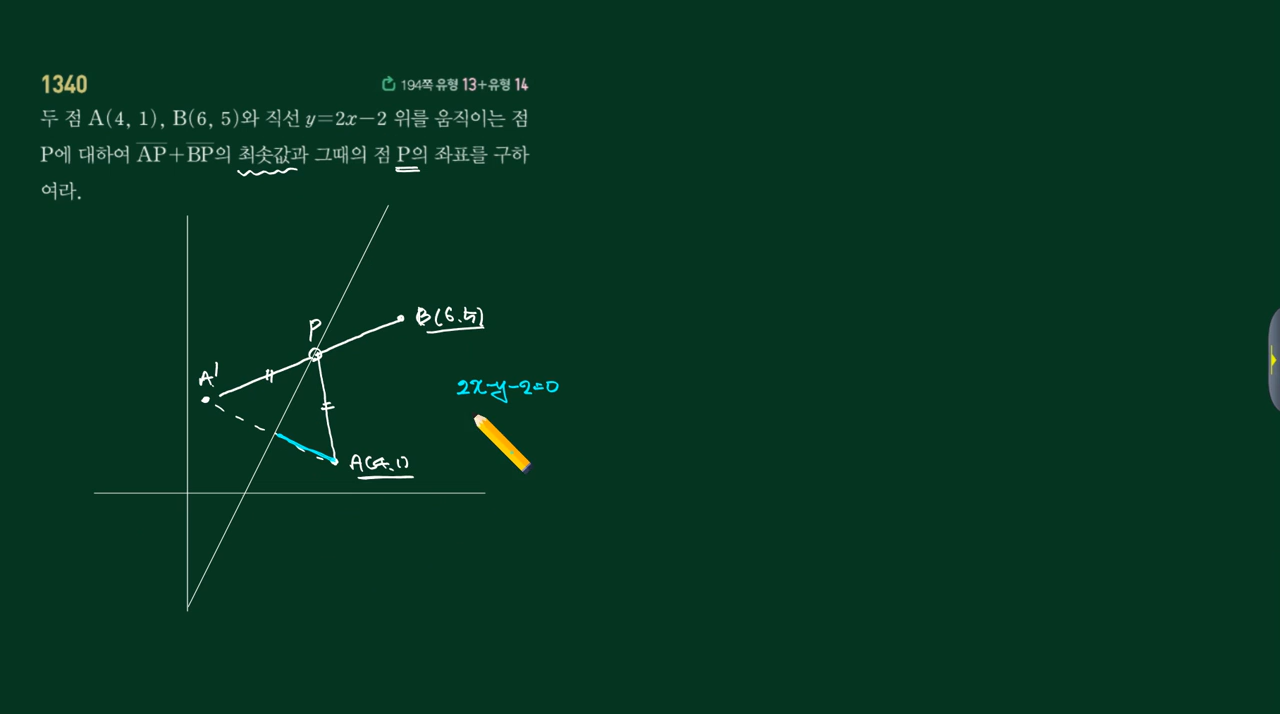 1340
194쪽 유형 13+유형 14
두 점 A(4, 1), B(6, 5)와 직선 y=2x-2 위를 움직이는 점
P에 대하여 AP+BP의 최솟값과 그때의 점 P의 좌표를 구하
여라.
P
B(6.5)
A'
2x-y-2=0
A(4.1)